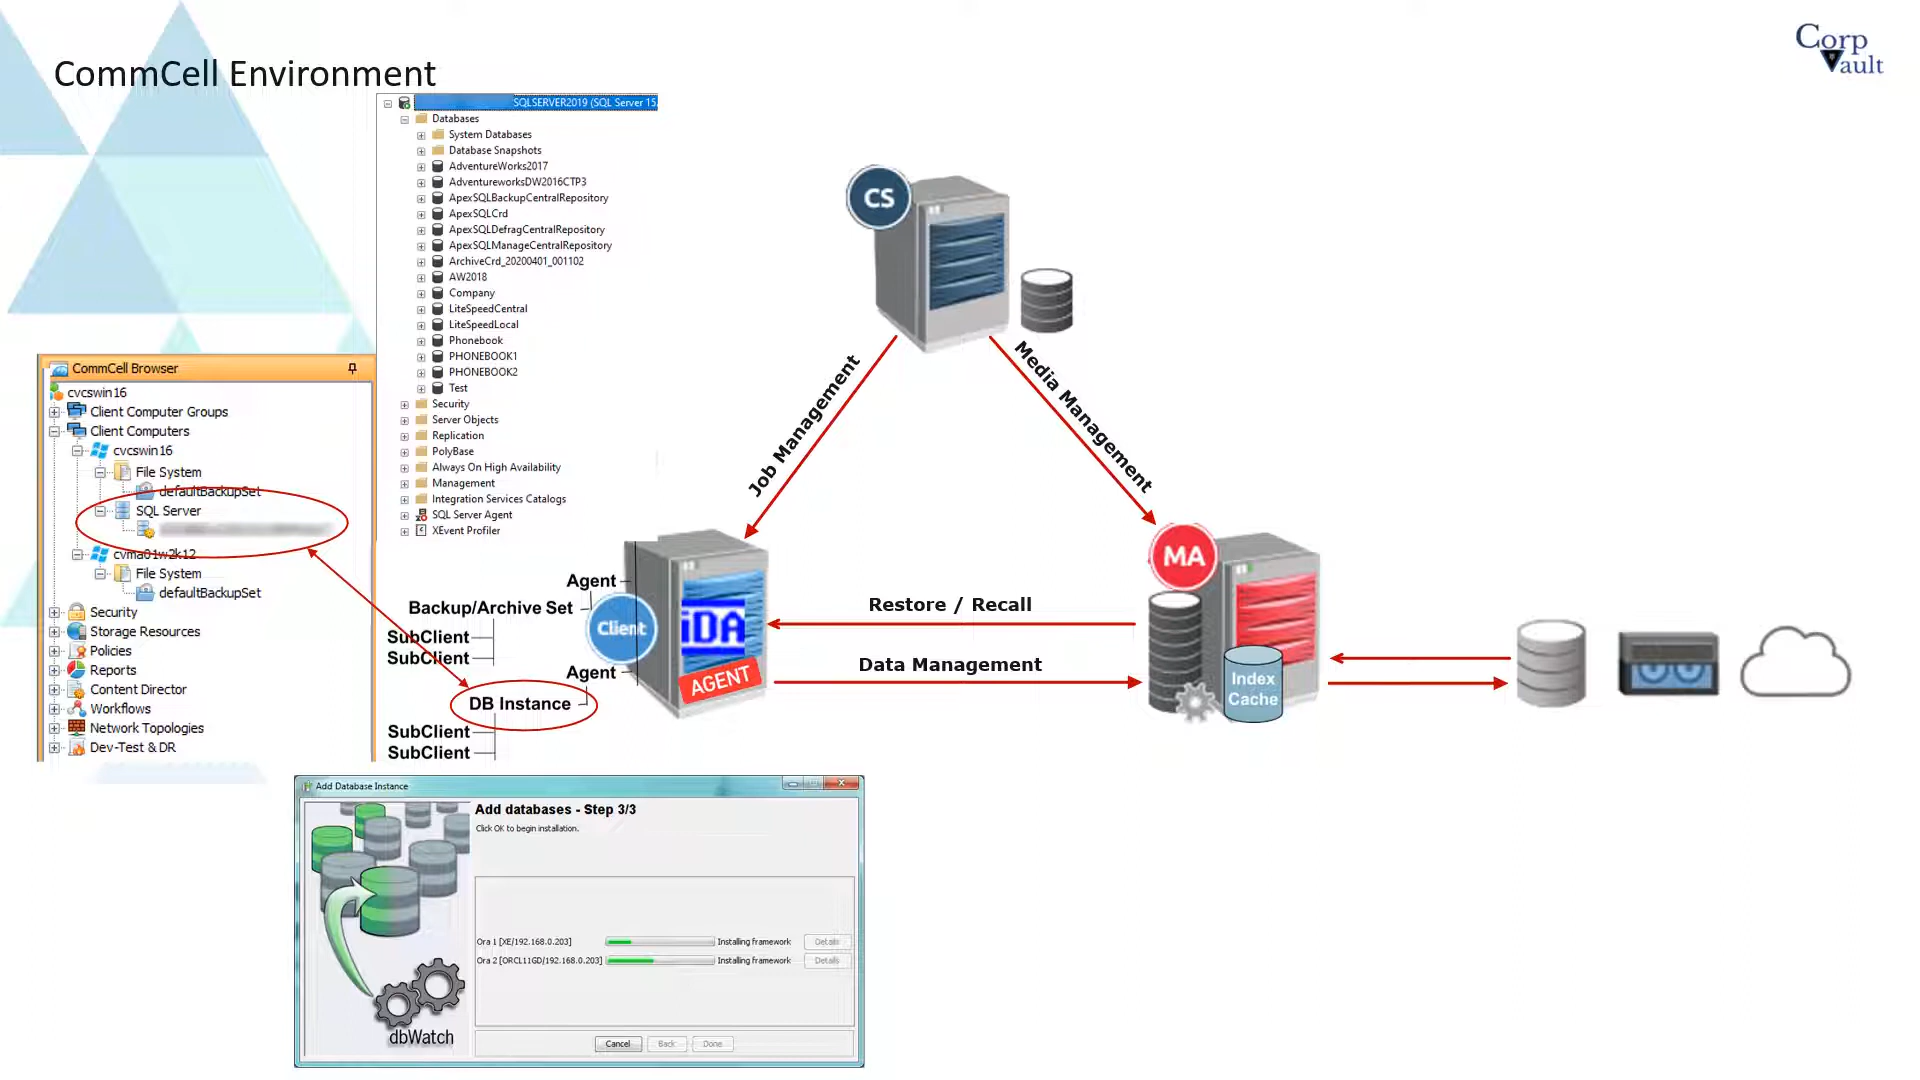 CommCell Environment
Corp
Vault
SQLSERVER2019 (SQL Server 15.
Databases
System Databases
Database Snapshots
AdventureWorks2017
AdventureworksDW2016CTP3
ApexSQLBackupCentralRepository
ApexSQLCrd
ApexSQLDefragCentralRepository
ApexSQLManageCentralRepository
ArchiveCrd_20200401_001102
AW2018
Company
LiteSpeedCentral
LiteSpeedLocal
Phonebook
PHONEBOOK1
PHONEBOOK2
Test
Security
Server Objects
Replication
PolyBase
Always On High Availability
Management
Integration Services Catalogs
SQL Server Agent
XEvent Profiler
CommCell Browser
cvcswin16
Client Computer Groups
Client Computers
cvcswin16
File System
defaultBackupSet
SQL Server
cvma01w2k12
File System
defaultBackupSet
Security
Storage Resources
Policies
Reports
Content Director
Workflows
Network Topologies
Dev-Test & DR
CS
Job Management
Media Management
Agent
Backup/Archive Set
SubClient
SubClient
Agent
DB Instance
SubClient
SubClient
Client
iDA
AGENT
Restore / Recall
Data Management
MA
Index
Cache
Add Database Instance
Add databases - Step 3/3
Click OK to begin installation.
Ora 1 [XE/192.168.0.203] Installing framework Details
Ora 2 [ORCL11GD/192.168.0.203] Installing framework Details
dbWatch
Cancel Back Done